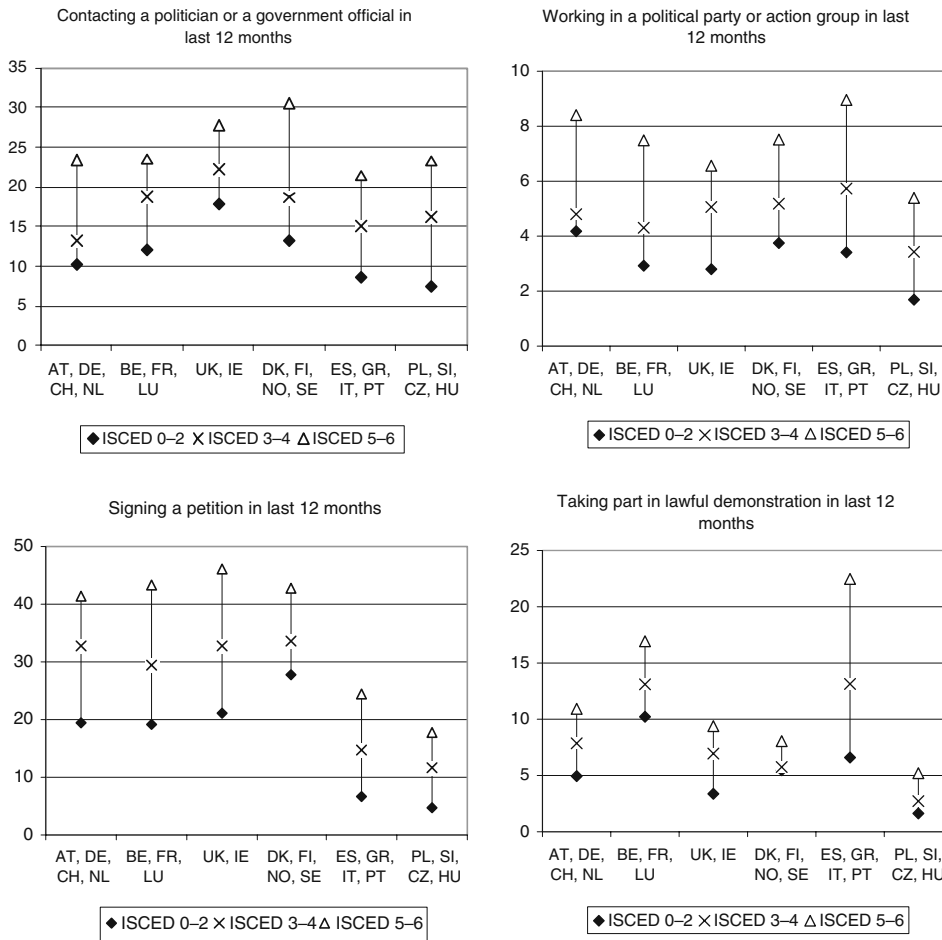 Contacting a politician or a government official in
last 12 months
35
30
25
20
15
10
5
0
AT, DE, BE, FR, UK, IE DK, FI, ES, GR, PL, SI,
CH, NL LU NO, SE IT, PT CZ, HU
◆ ISCED 0–2 × ISCED 3–4 △ ISCED 5–6
Working in a political party or action group in last
12 months
10
8
6
4
2
0
AT, DE, BE, FR, UK, IE DK, FI, ES, GR, PL, SI,
CH, NL LU NO, SE IT, PT CZ, HU
◆ ISCED 0–2 × ISCED 3–4 △ ISCED 5–6
Signing a petition in last 12 months
50
40
30
20
10
0
AT, DE, BE, FR, UK, IE DK, FI, ES, GR, PL, SI,
CH, NL LU NO, SE IT, PT CZ, HU
◆ ISCED 0–2 × ISCED 3–4 △ ISCED 5–6
Taking part in lawful demonstration in last 12
months
25
20
15
10
5
0
AT, DE, BE, FR, UK, IE DK, FI, ES, GR, PL, SI,
CH, NL LU NO, SE IT, PT CZ, HU
◆ ISCED 0–2 × ISCED 3–4 △ ISCED 5–6